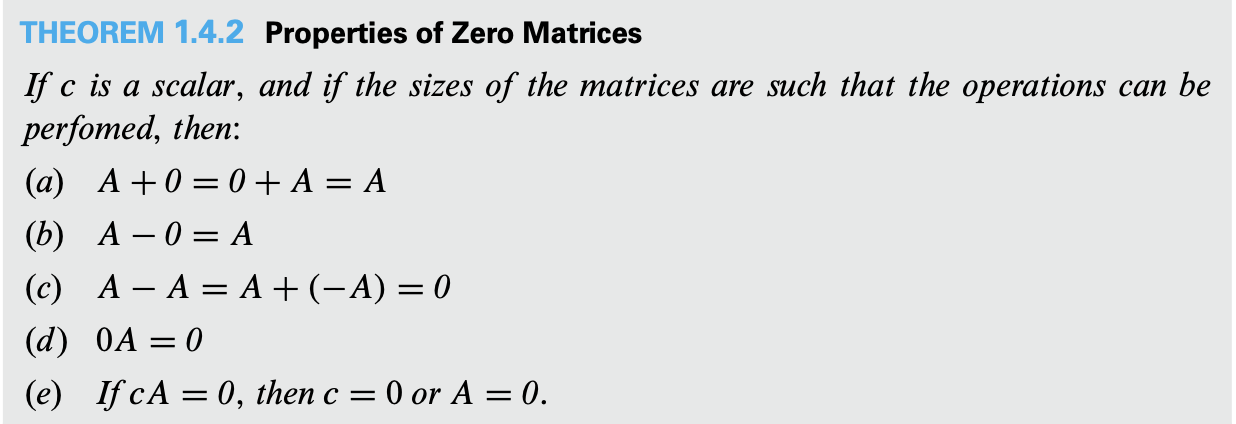 THEOREM 1.4.2 Properties of Zero Matrices
If c is a scalar, and if the sizes of the matrices are such that the operations can be
perfomed, then:
(a) A + 0 = 0 + A = A
(b) A − 0 = A
(c) A − A = A + (−A) = 0
(d) 0A = 0
(e) If cA = 0, then c = 0 or A = 0.